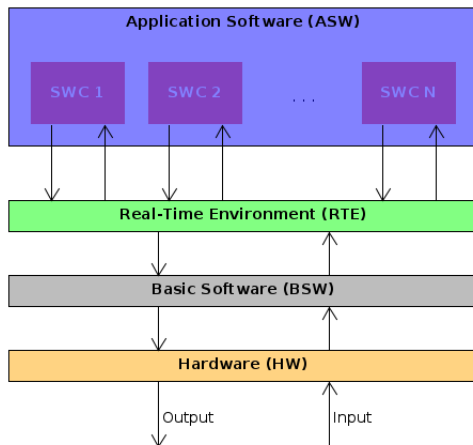 Application Software (ASW)
SWC 1 SWC 2 . . . SWC N
Real-Time Environment (RTE)
Basic Software (BSW)
Hardware (HW)
Output Input